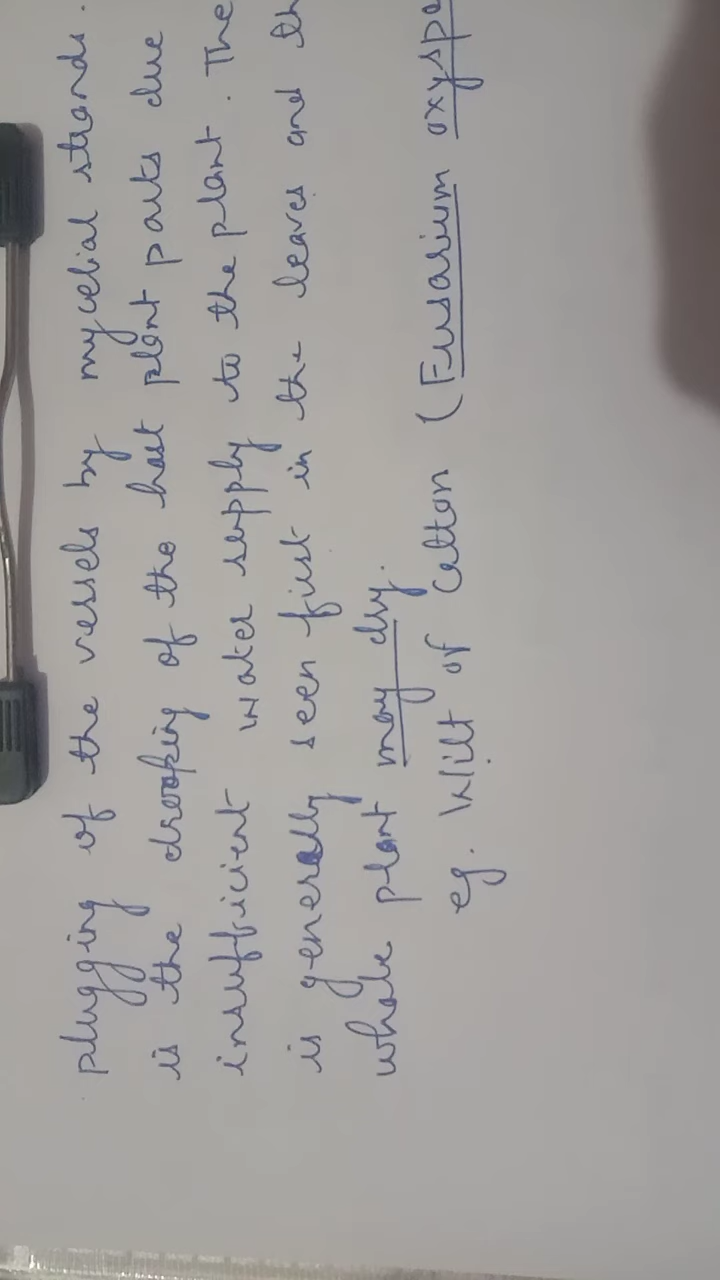 plugging of the vessels by mycelial strands.
is the drooping of the host plant parts due
insufficient water supply to the plant. The
is generally seen first in the leaves and th
whole plant may dry.
eg. Wilt of Cotton (Fusarium oxyspo